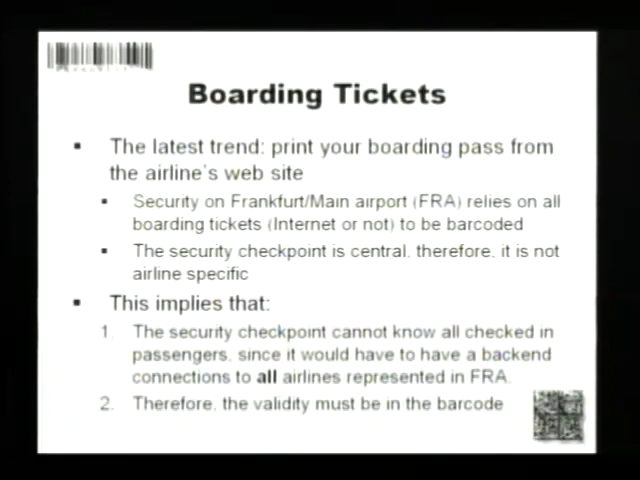 Boarding Tickets
▪ The latest trend: print your boarding pass from
the airline's web site
▪ Security on Frankfurt/Main airport (FRA) relies on all
boarding tickets (Internet or not) to be barcoded
▪ The security checkpoint is central, therefore, it is not
airline specific
▪ This implies that:
1. The security checkpoint cannot know all checked in
passengers, since it would have to have a backend
connections to all airlines represented in FRA.
2. Therefore, the validity must be in the barcode